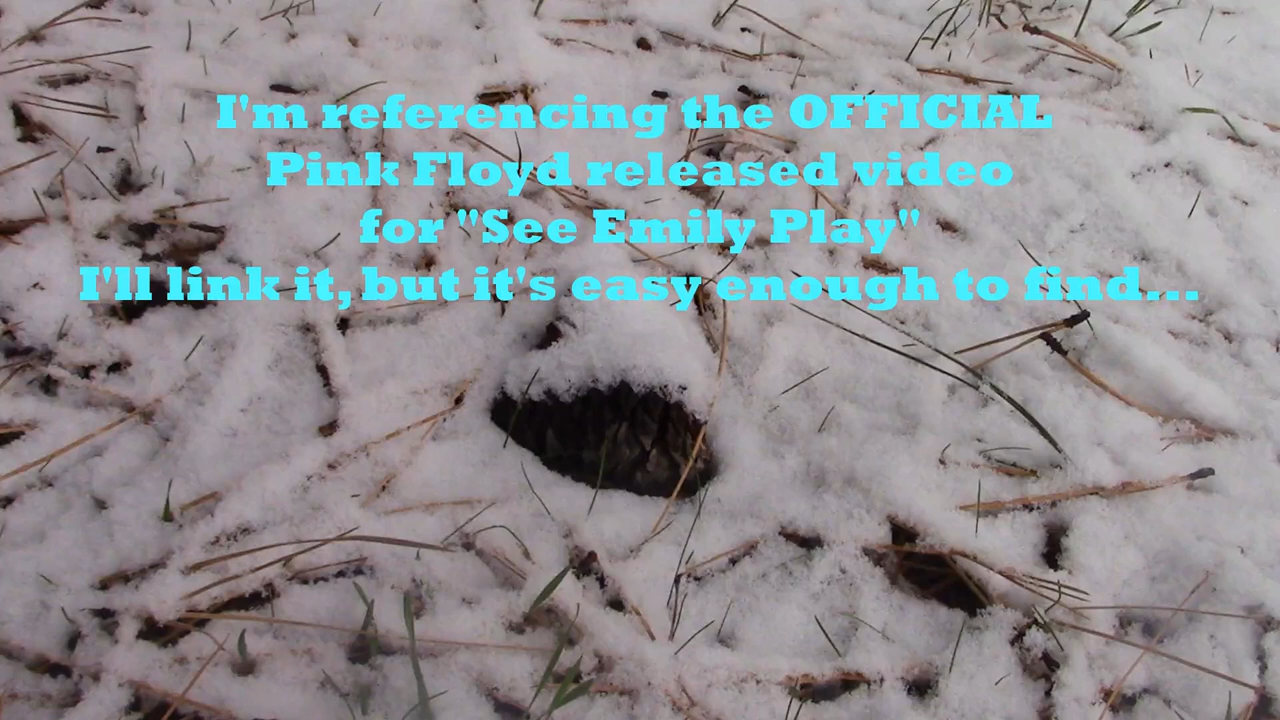 I'm referencing the OFFICIAL
Pink Floyd released video
for "See Emily Play"
I'll link it, but it's easy enough to find...